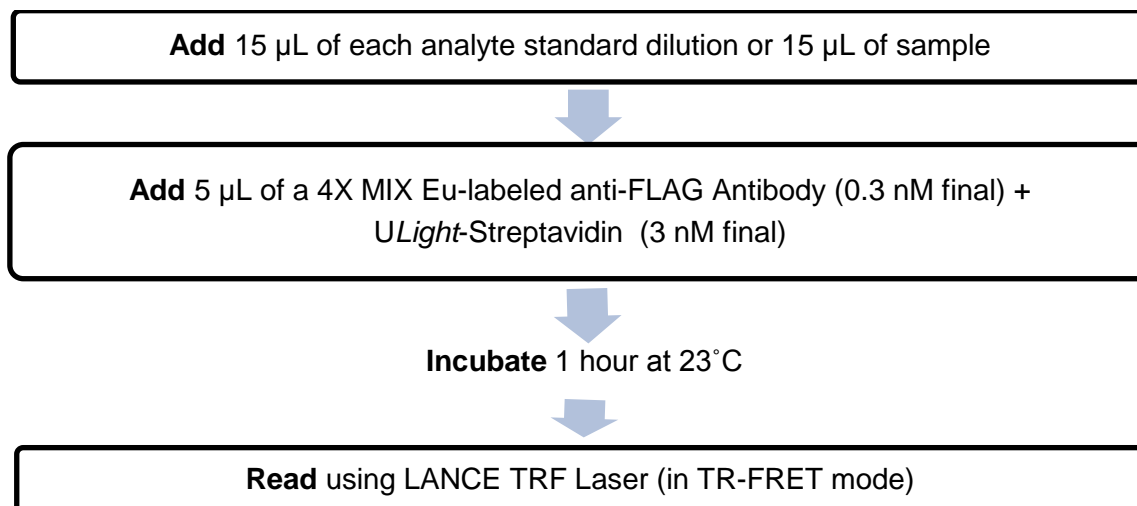 Add 15 µL of each analyte standard dilution or 15 µL of sample
Add 5 µL of a 4X MIX Eu-labeled anti-FLAG Antibody (0.3 nM final) +
ULight-Streptavidin (3 nM final)
Incubate 1 hour at 23˚C
Read using LANCE TRF Laser (in TR-FRET mode)